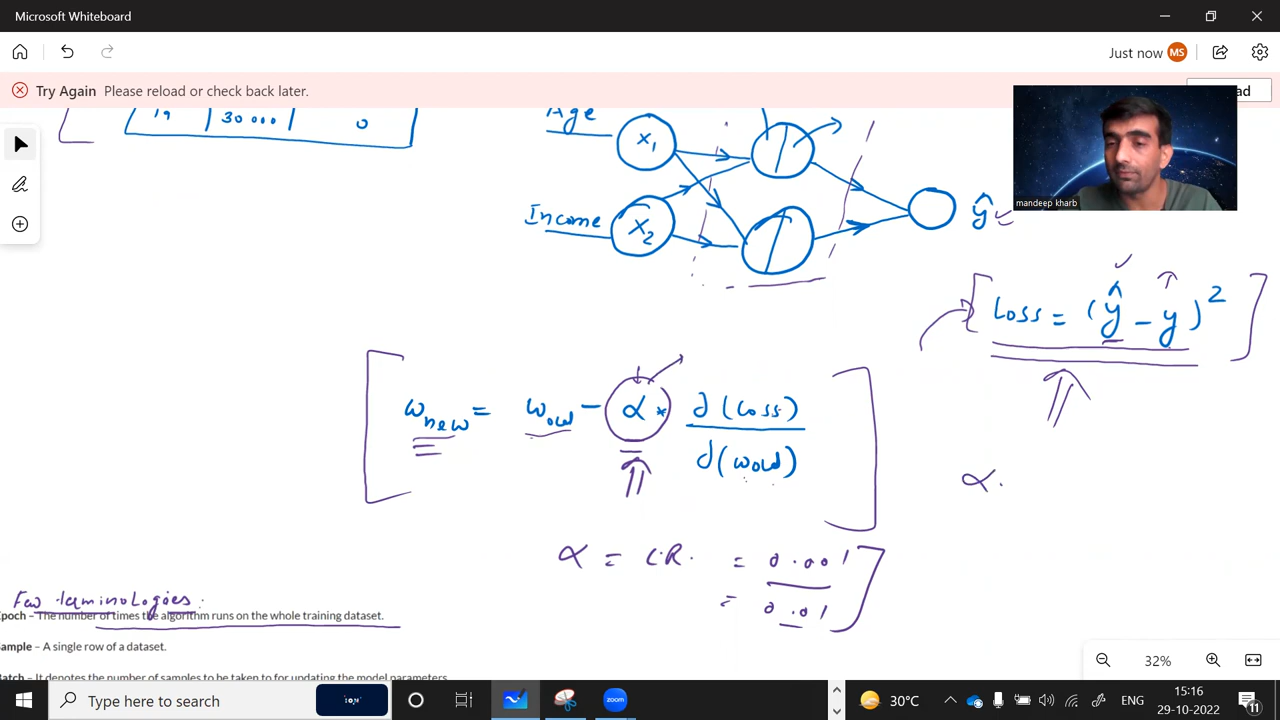 Microsoft Whiteboard
Just now MS
Try Again Please reload or check back later.
ad
mandeep kharb
19 30000 0
Age
x1
Income
x2
ŷ
Loss = (ŷ - y)2
wnew = wold - α * ∂(Loss)
∂(wold)
α.
α = L.R. = 0.001
= 0.01
Few terminologies.
Epoch – The number of times the algorithm runs on the whole training dataset.
Sample – A single row of a dataset.
Batch – It denotes the number of samples to be taken to for updating the model parameters
32%
Type here to search
30°C
ENG
15:16
29-10-2022
11